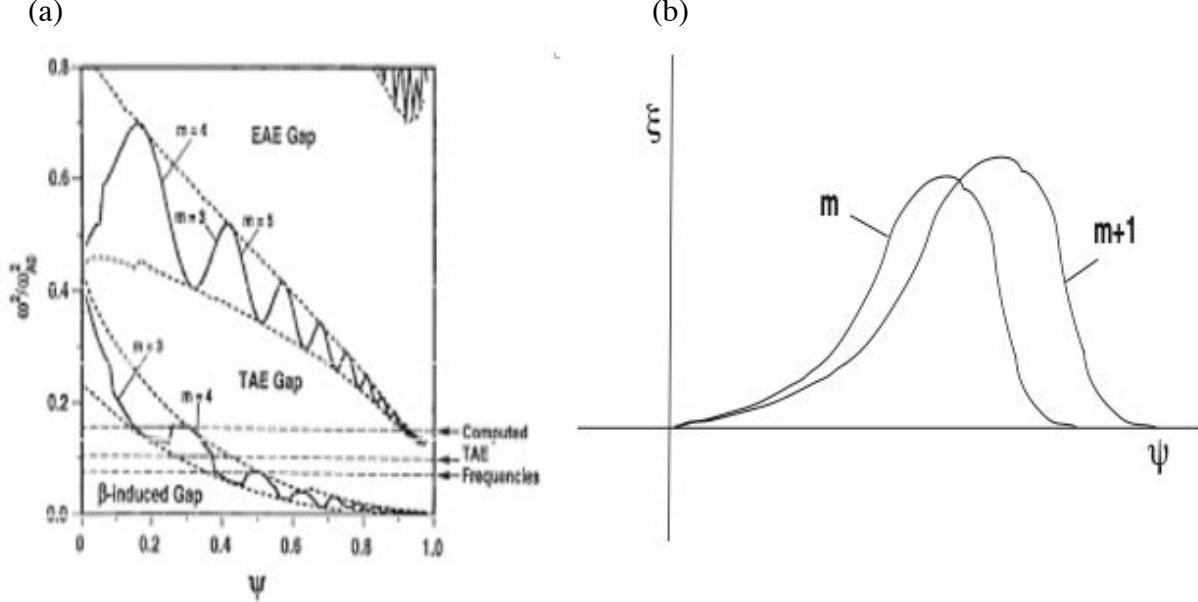 (a)
(b)
0.8
0.6
0.4
0.2
0.0
ω²/ω²AO
EAE Gap
m = 4
m = 3
m = 5
m = 3
TAE Gap
m = 4
Computed
TAE
Frequencies
β-induced Gap
0
0.2
0.4
0.6
0.8
1.0
ψ
ξ
m
m+1
ψ